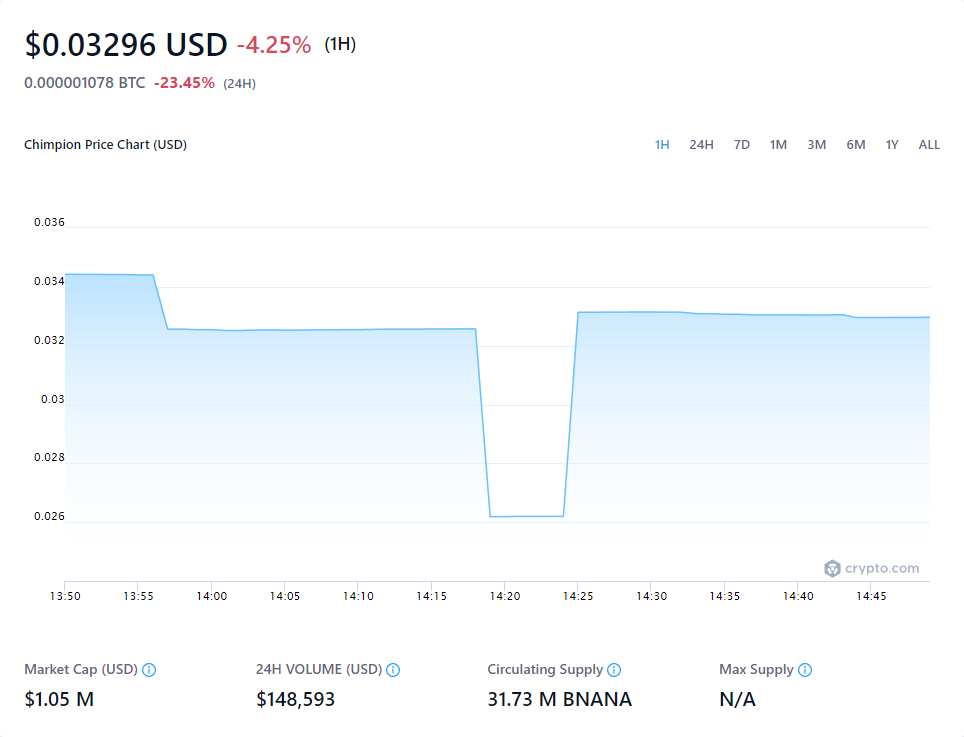 $0.03296 USD -4.25% (1H)
0.000001078 BTC -23.45% (24H)
Chimpion Price Chart (USD) 1H 24H 7D 1M 3M 6M 1Y ALL
0.036
0.034
0.032
0.03
0.028
0.026
crypto.com
13:50 13:55 14:00 14:05 14:10 14:15 14:20 14:25 14:30 14:35 14:40 14:45
Market Cap (USD) 24H VOLUME (USD) Circulating Supply Max Supply
$1.05 M $148,593 31.73 M BNANA N/A